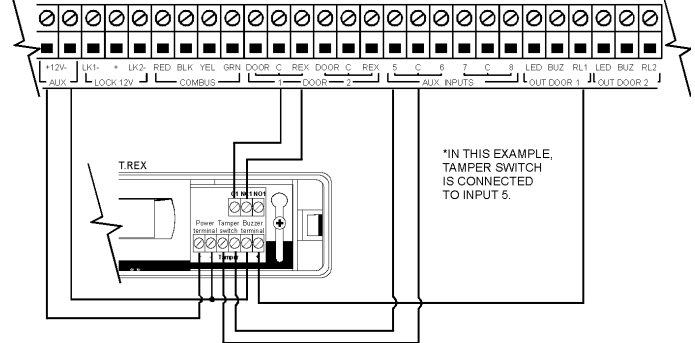 +12V- LK1- + LK2- RED BLK YEL GRN DOOR C REX DOOR C REX 5 C 6 7 C 8 LED BUZ RL1 LED BUZ RL2
AUX LOCK 12V COMBUS 1 DOOR 2 AUX. INPUTS OUT DOOR 1 OUT DOOR 2
T.REX
*IN THIS EXAMPLE,
TAMPER SWITCH
IS CONNECTED
TO INPUT 5.
C1 NC1 NO1
Power Tamper Buzzer
terminal switch terminal
Tamper